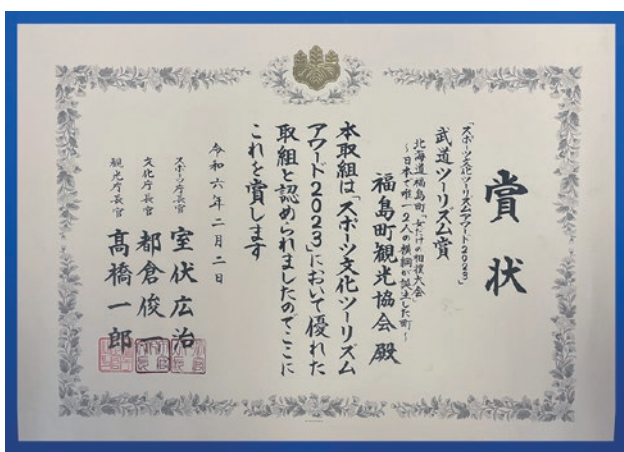 賞状
「スポーツ文化ツーリズムアワード2023」
武道ツーリズム賞
北海道福島町「女だけの相撲大会」
～日本で唯一2人の横綱が誕生した町～
福島町観光協会殿
本取組は「スポーツ文化ツーリズム
アワード2023」において優れた
取組と認められましたのでここに
これを賞します
令和六年二月二日
スポーツ庁長官 室伏広治
文化庁長官 都倉俊一
観光庁長官 髙橋一郎